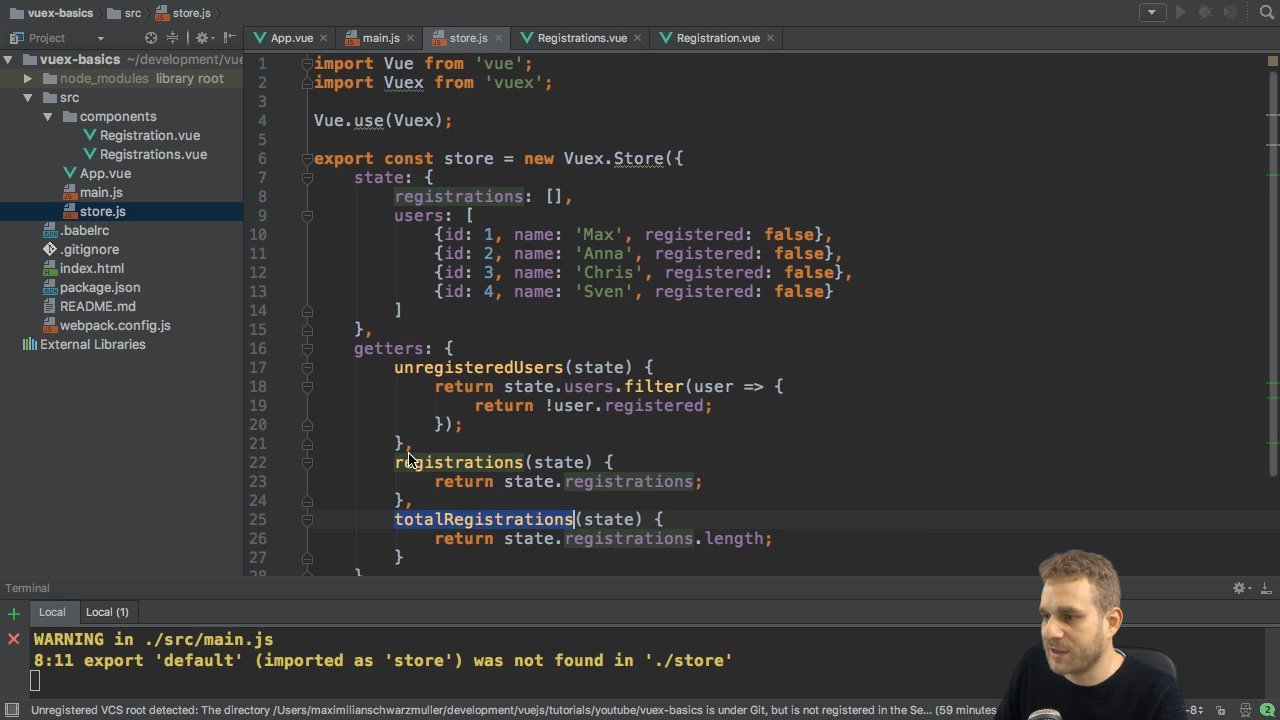 vuex-basics src store.js
Project
App.vue main.js store.js Registrations.vue Registration.vue
vuex-basics ~/development/vue
node_modules library root
src
components
Registration.vue
Registrations.vue
App.vue
main.js
store.js
.babelrc
.gitignore
index.html
package.json
README.md
webpack.config.js
External Libraries
1 import Vue from 'vue';
2 import Vuex from 'vuex';
3
4 Vue.use(Vuex);
5
6 export const store = new Vuex.Store({
7 state: {
8 registrations: [],
9 users: [
10 {id: 1, name: 'Max', registered: false},
11 {id: 2, name: 'Anna', registered: false},
12 {id: 3, name: 'Chris', registered: false},
13 {id: 4, name: 'Sven', registered: false}
14 ]
15 },
16 getters: {
17 unregisteredUsers(state) {
18 return state.users.filter(user => {
19 return !user.registered;
20 });
21 },
22 registrations(state) {
23 return state.registrations;
24 },
25 totalRegistrations(state) {
26 return state.registrations.length;
27 }
28 }
Terminal
Local Local (1)
WARNING in ./src/main.js
8:11 export 'default' (imported as 'store') was not found in './store'
Unregistered VCS root detected: The directory /Users/maximilianschwarzmuller/development/vuejs/tutorials/youtube/vuex-basics is under Git, but is not registered in the Se... (59 minutes
-8 2